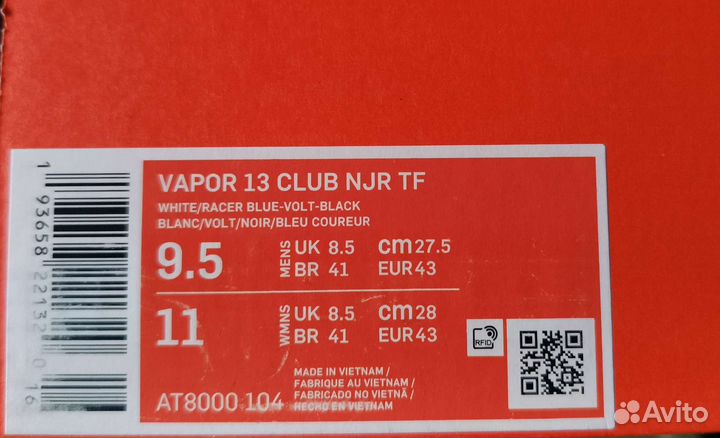 VAPOR 13 CLUB NJR TF
WHITE/RACER BLUE-VOLT-BLACK
BLANC/VOLT/NOIR/BLEU COUREUR
9.5 MENS UK 8.5 cm 27.5
BR 41 EUR 43
11 WMNS UK 8.5 cm 28
BR 41 EUR 43
RFID
MADE IN VIETNAM /
FABRIQUE AU VIETNAM /
FABRICADO NO VIETNÃ /
HECHO EN VIETNAM
AT8000 104
1 93658 22132 0 16
Avito